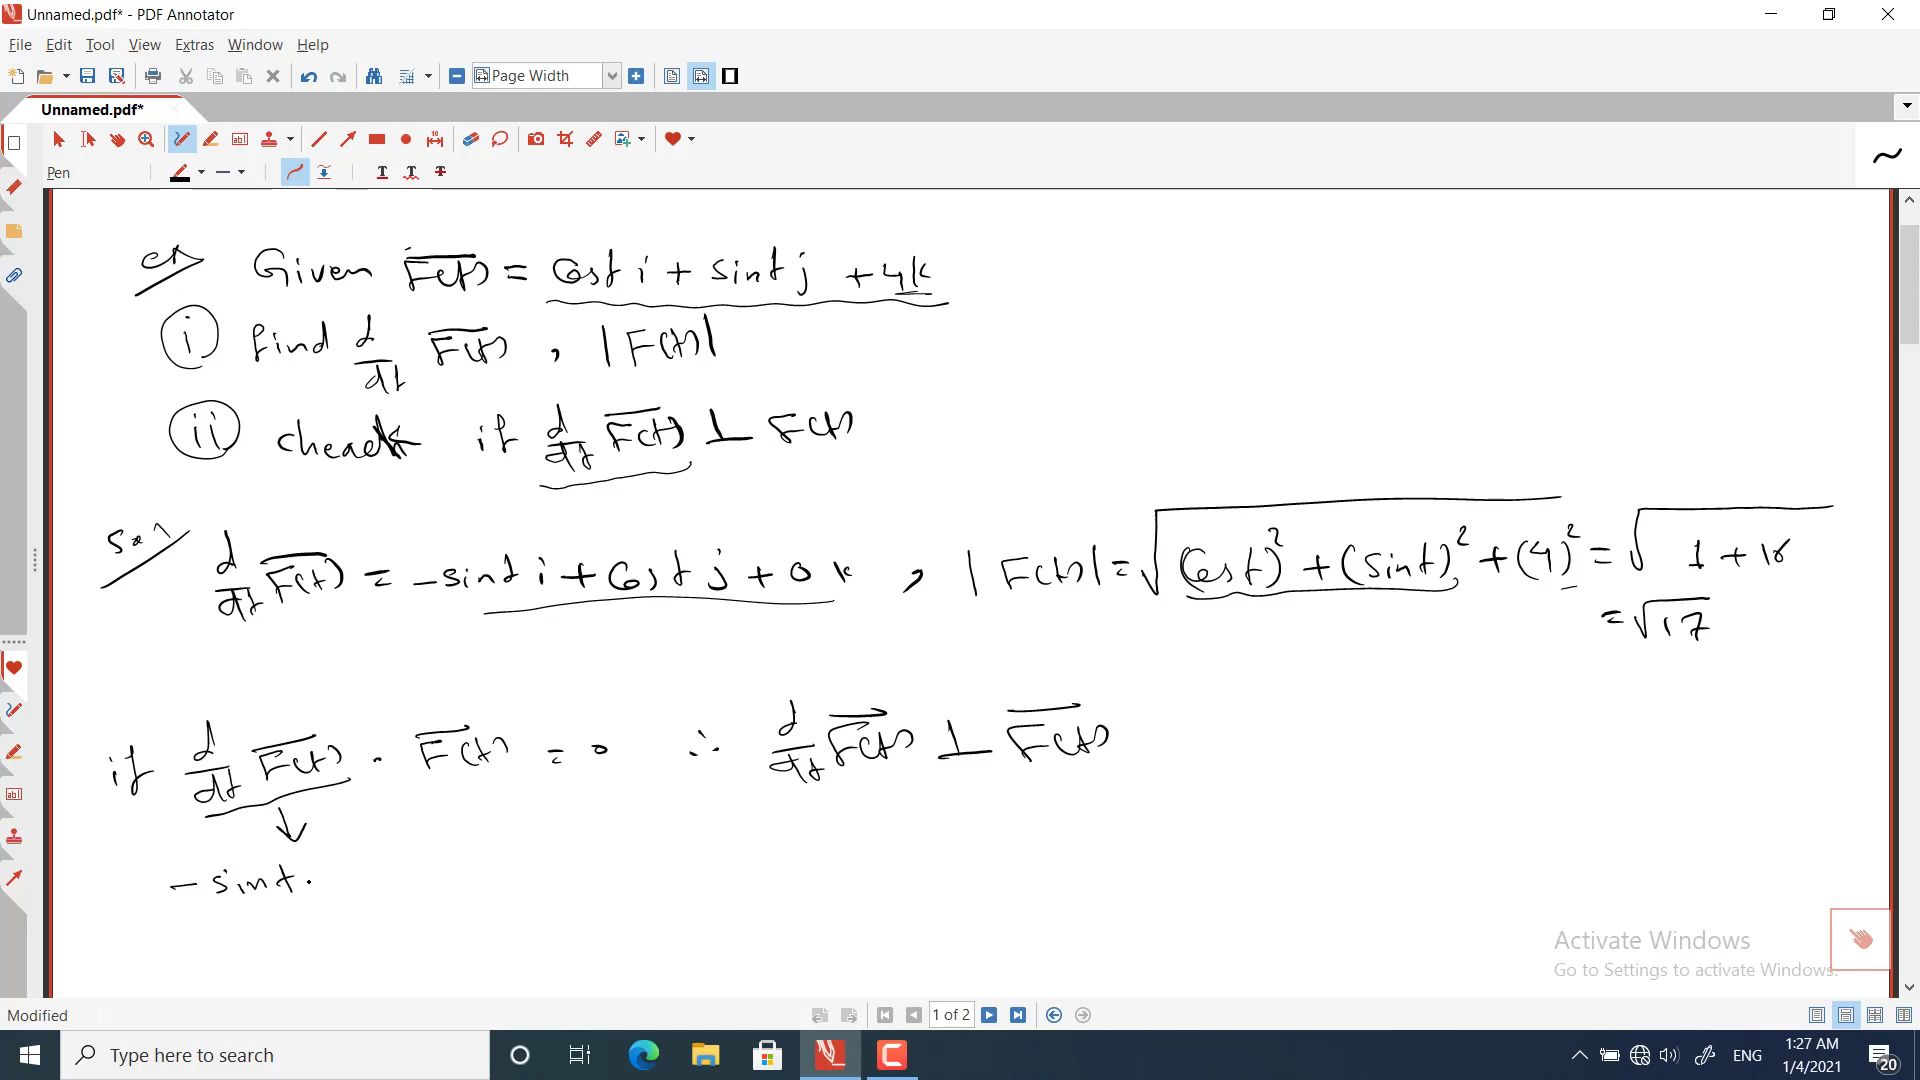 Unnamed.pdf* - PDF Annotator
File Edit Tool View Extras Window Help
Page Width
Unnamed.pdf*
Pen
ex Given F(t) = Cost i + sint j + 4k
i find d/dt F(t) , |F(t)|
ii cheack if d/dt F(t) ⊥ F(t)
Sol d/dt F(t) = -sint i + Cost j + 0 k , |F(t)| = √(Cost)² + (sint)² + (4)² = √1 + 16
= √17
if d/dt F(t) · F(t) = 0 ∴ d/dt F(t) ⊥ F(t)
↓
- sint.
Activate Windows
Go to Settings to activate Windows.
Modified
1 of 2
Type here to search
ENG
1:27 AM
1/4/2021
20